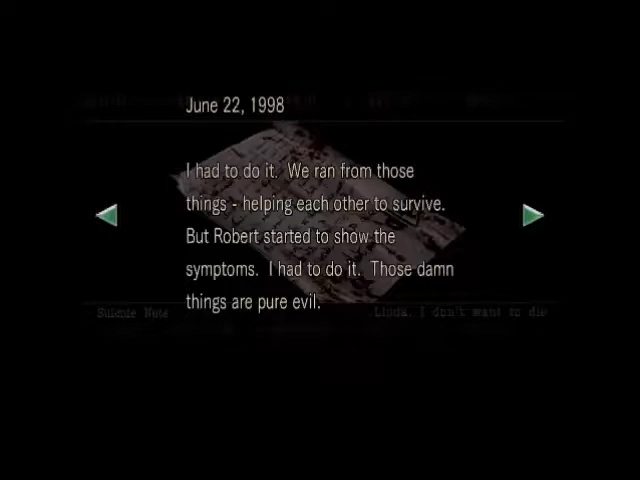 June 22, 1998
I had to do it. We ran from those
things - helping each other to survive.
But Robert started to show the
symptoms. I had to do it. Those damn
things are pure evil.
Note
Linda. I don't want to die